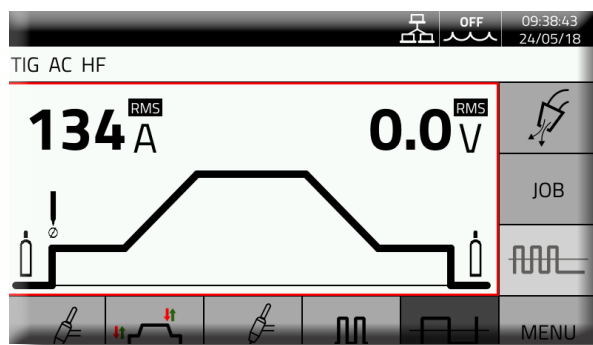 OFF
09:38:43
24/05/18
TIG AC HF
134 RMS A
0.0 RMS V
JOB
MENU